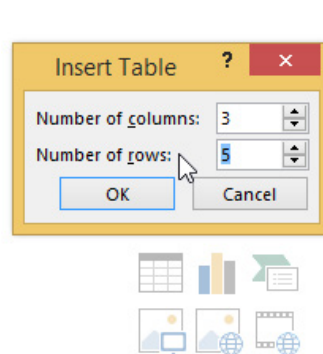 Insert Table ?
Number of columns: 3
Number of rows: 5
OK Cancel